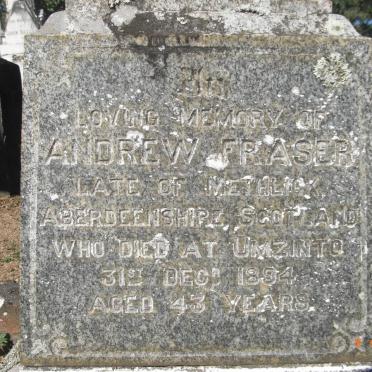 In
LOVING MEMORY OF
ANDREW FRASER
LATE OF METHLICK
ABERDEENSHIRE, SCOTLAND
WHO DIED AT UMZINTO
31ST DECR 1894
AGED 43 YEARS